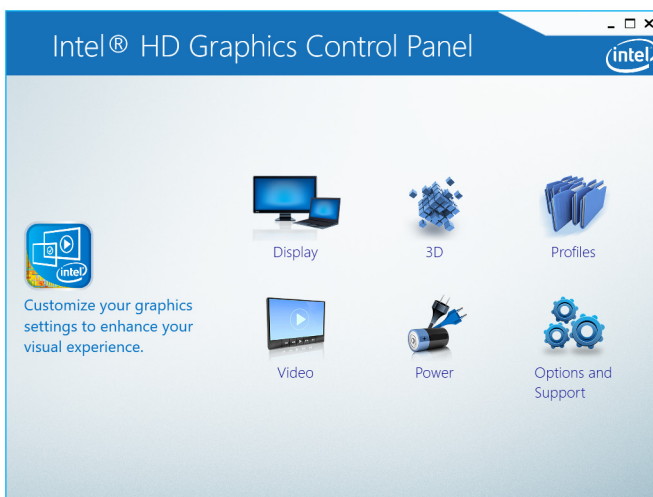 Intel® HD Graphics Control Panel
intel
Display
3D
Profiles
intel
Customize your graphics
settings to enhance your
visual experience.
Video
Power
Options and
Support